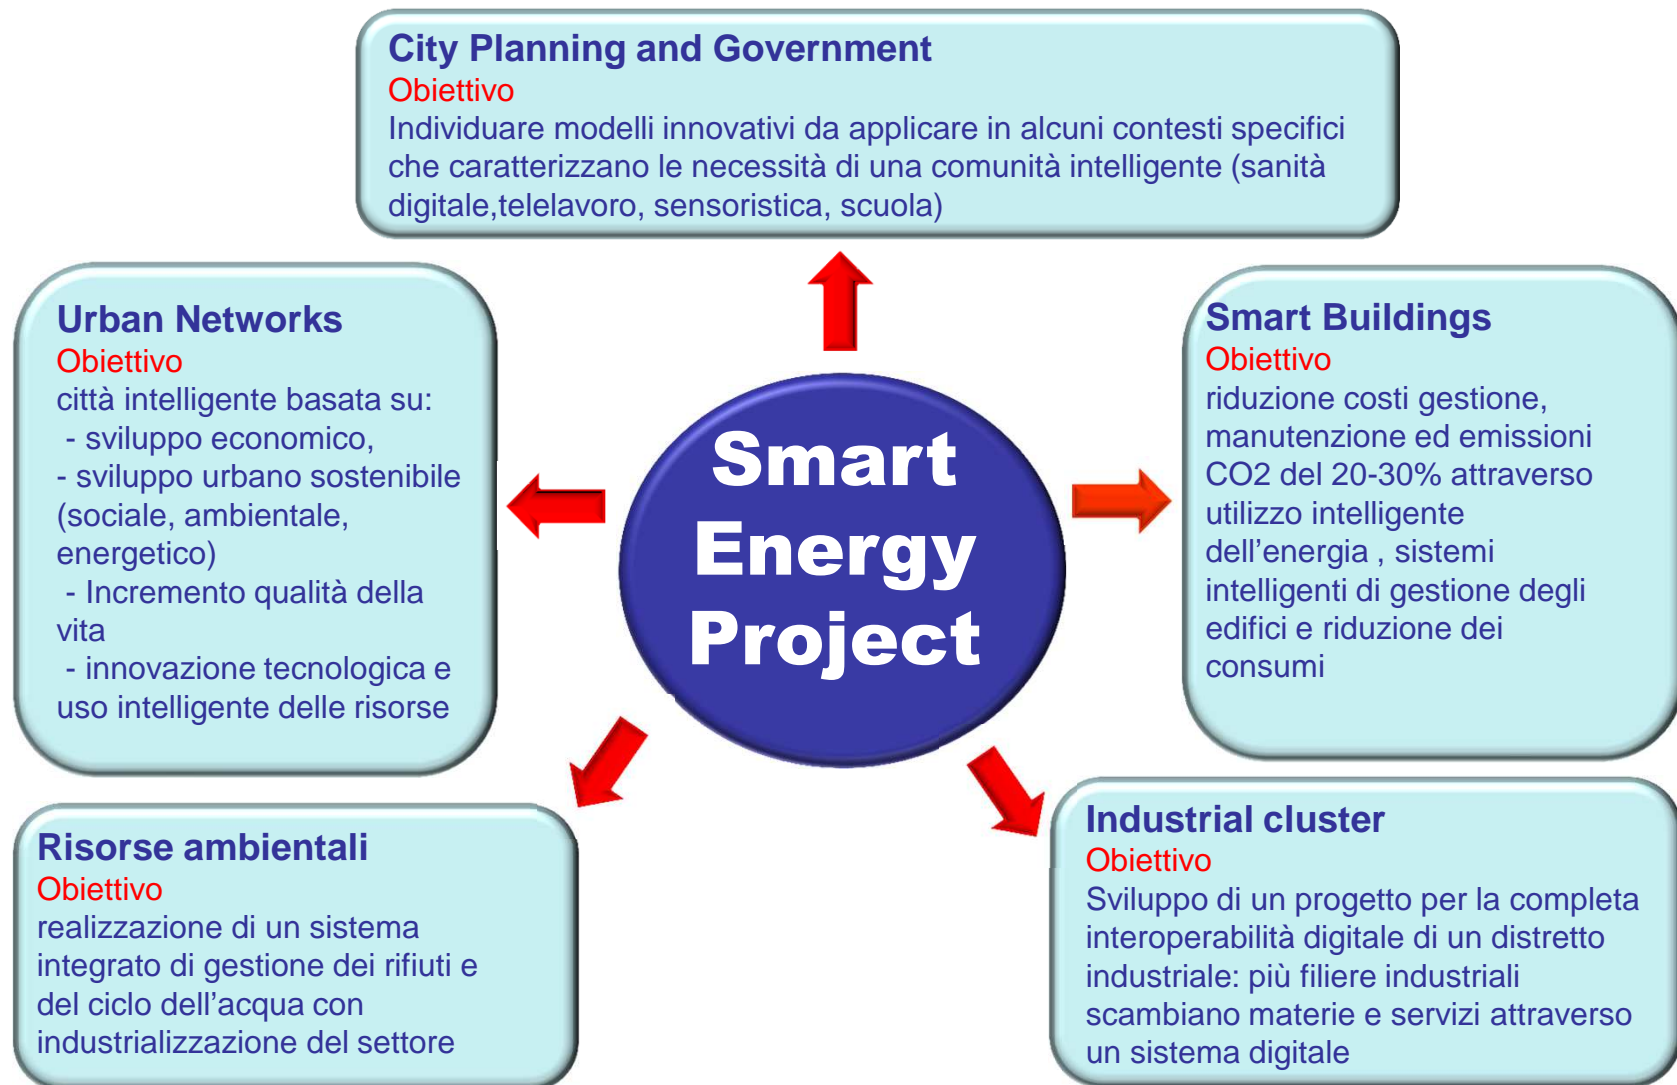 City Planning and Government
Obiettivo
Individuare modelli innovativi da applicare in alcuni contesti specifici
che caratterizzano le necessità di una comunità intelligente (sanità
digitale,telelavoro, sensoristica, scuola)
Urban Networks
Obiettivo
città intelligente basata su:
- sviluppo economico,
- sviluppo urbano sostenibile
(sociale, ambientale,
energetico)
- Incremento qualità della
vita
- innovazione tecnologica e
uso intelligente delle risorse
Smart
Energy
Project
Smart Buildings
Obiettivo
riduzione costi gestione,
manutenzione ed emissioni
CO2 del 20-30% attraverso
utilizzo intelligente
dell’energia , sistemi
intelligenti di gestione degli
edifici e riduzione dei
consumi
Risorse ambientali
Obiettivo
realizzazione di un sistema
integrato di gestione dei rifiuti e
del ciclo dell’acqua con
industrializzazione del settore
Industrial cluster
Obiettivo
Sviluppo di un progetto per la completa
interoperabilità digitale di un distretto
industriale: più filiere industriali
scambiano materie e servizi attraverso
un sistema digitale